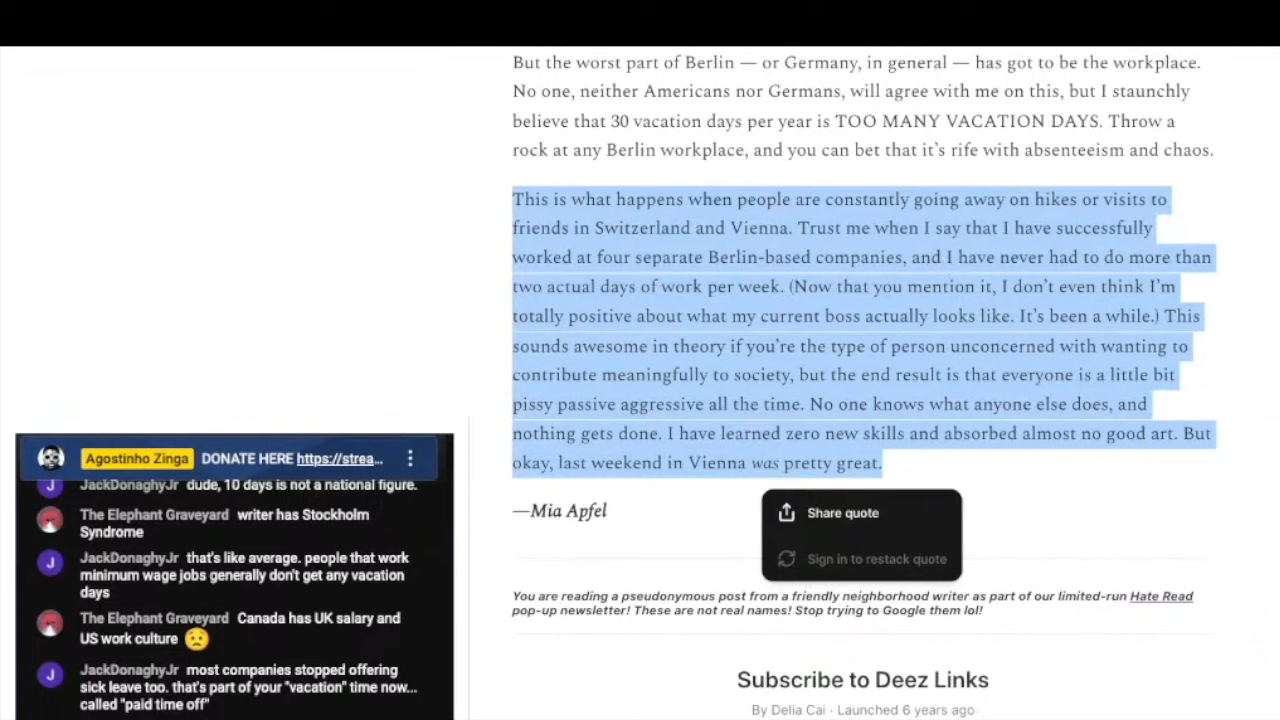 But the worst part of Berlin — or Germany, in general — has got to be the workplace.
No one, neither Americans nor Germans, will agree with me on this, but I staunchly
believe that 30 vacation days per year is TOO MANY VACATION DAYS. Throw a
rock at any Berlin workplace, and you can bet that it’s rife with absenteeism and chaos.
This is what happens when people are constantly going away on hikes or visits to
friends in Switzerland and Vienna. Trust me when I say that I have successfully
worked at four separate Berlin-based companies, and I have never had to do more than
two actual days of work per week. (Now that you mention it, I don’t even think I’m
totally positive about what my current boss actually looks like. It’s been a while.) This
sounds awesome in theory if you’re the type of person unconcerned with wanting to
contribute meaningfully to society, but the end result is that everyone is a little bit
pissy passive aggressive all the time. No one knows what anyone else does, and
nothing gets done. I have learned zero new skills and absorbed almost no good art. But
okay, last weekend in Vienna was pretty great.
—Mia Apfel
Share quote
Sign in to restack quote
You are reading a pseudonymous post from a friendly neighborhood writer as part of our limited-run Hate Read
pop-up newsletter! These are not real names! Stop trying to Google them lol!
Subscribe to Deez Links
By Delia Cai · Launched 6 years ago
Agostinho Zinga DONATE HERE https://strea...
J JackDonaghyJr dude, 10 days is not a national figure.
The Elephant Graveyard writer has Stockholm
Syndrome
J JackDonaghyJr that's like average. people that work
minimum wage jobs generally don't get any vacation
days
The Elephant Graveyard Canada has UK salary and
US work culture 😟
J JackDonaghyJr most companies stopped offering
sick leave too. that's part of your "vacation" time now...
called "paid time off"